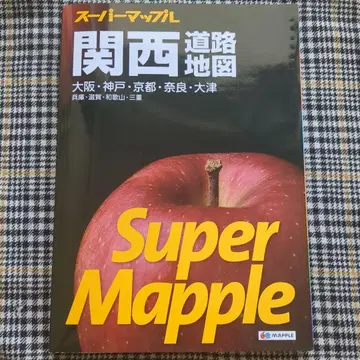 スーパーマップル
関西 道路地図
大阪・神戸・京都・奈良・大津
兵庫・滋賀・和歌山・三重
Super
Mapple
MAPPLE